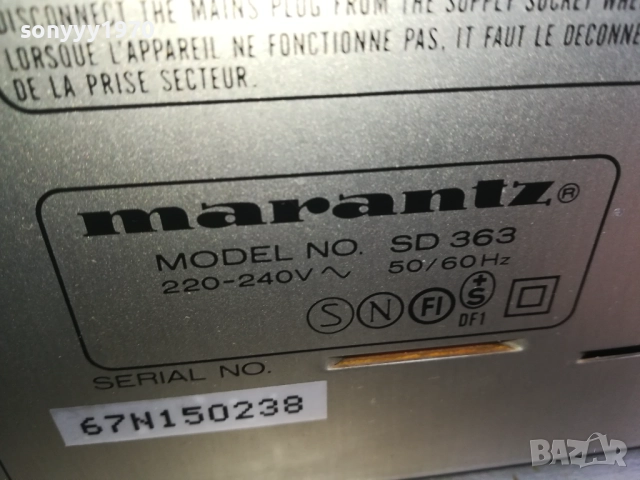 DISCONNECT THE MAINS PLUG FROM THE SUPPLY SOCKET WHE
sonyyy1970
LORSQUE L'APPAREIL NE FONCTIONNE PAS, IT FAUT LE DECONNE
DE LA PRISE SECTEUR.
marantz®
MODEL NO. SD 363
220-240V ~ 50/60Hz
S N FI +S
DF1
SERIAL NO.
67N150238
BAZAR